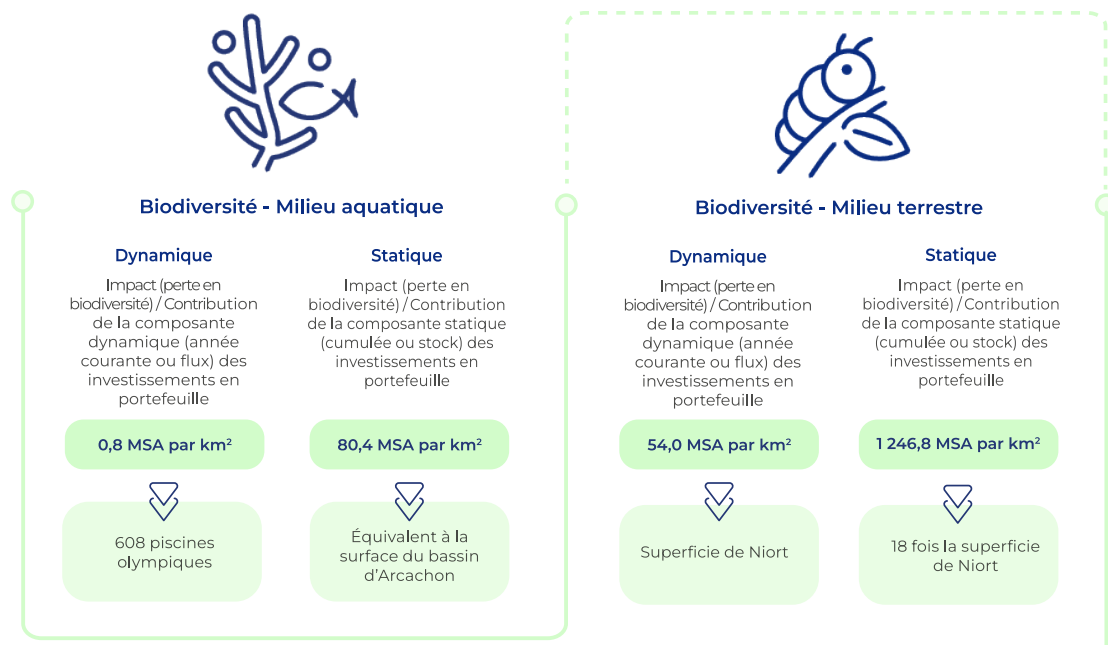 Biodiversité - Milieu aquatique
Dynamique
Impact (perte en
biodiversité) / Contribution
de la composante
dynamique (année
courante ou flux) des
investissements en
portefeuille
0,8 MSA par km²
608 piscines
olympiques
Statique
Impact (perte en
biodiversité) / Contribution
de la composante statique
(cumulée ou stock) des
investissements en
portefeuille
80,4 MSA par km²
Équivalent à la
surface du bassin
d'Arcachon
Biodiversité - Milieu terrestre
Dynamique
Impact (perte en
biodiversité) / Contribution
de la composante
dynamique (année
courante ou flux) des
investissements en
portefeuille
54,0 MSA par km²
Superficie de Niort
Statique
Impact (perte en
biodiversité) / Contribution
de la composante statique
(cumulée ou stock) des
investissements en
portefeuille
1 246,8 MSA par km²
18 fois la superficie
de Niort